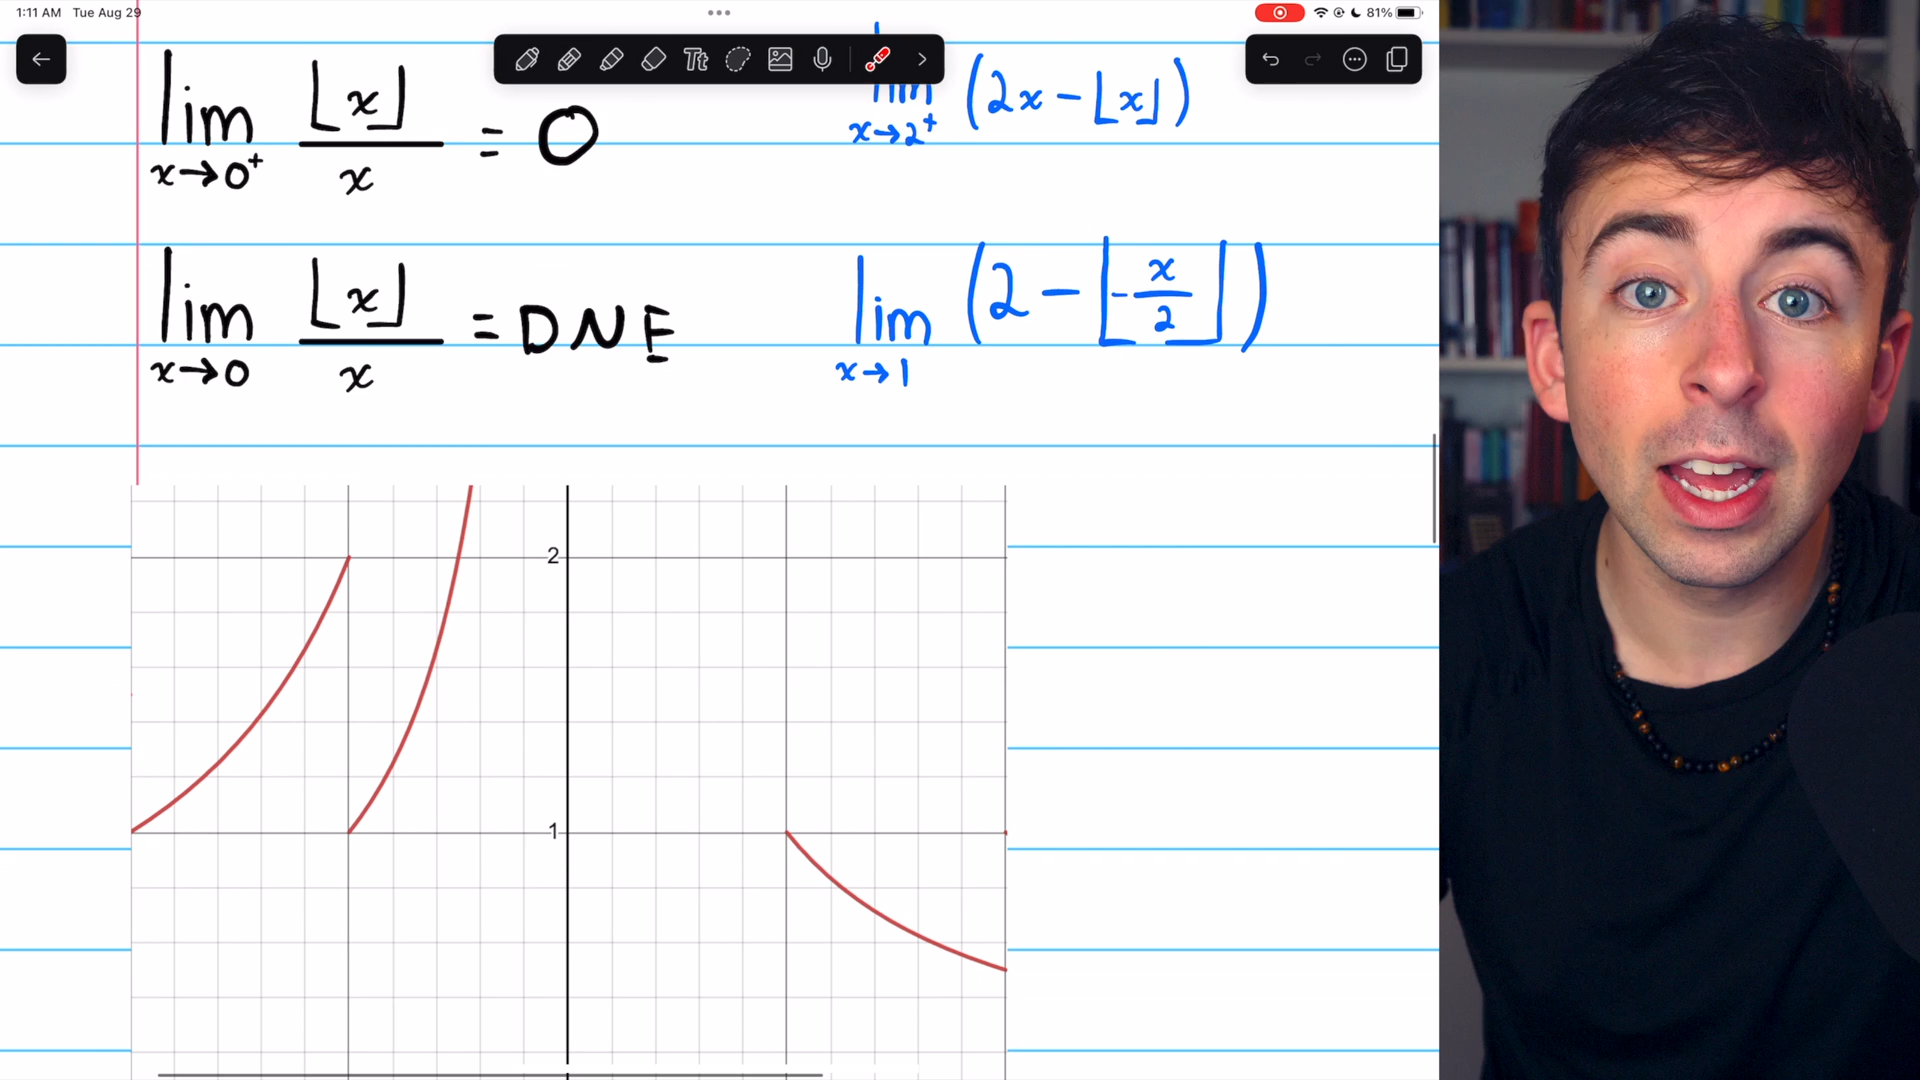 1:11 AM Tue Aug 29
81%
Tt
lim x→0⁺ ⌊x⌋/x = 0
lim x→2⁺ (2x - ⌊x⌋)
lim x→0 ⌊x⌋/x = DNE
lim x→1 (2 - ⌊-x/2⌋)
2
1